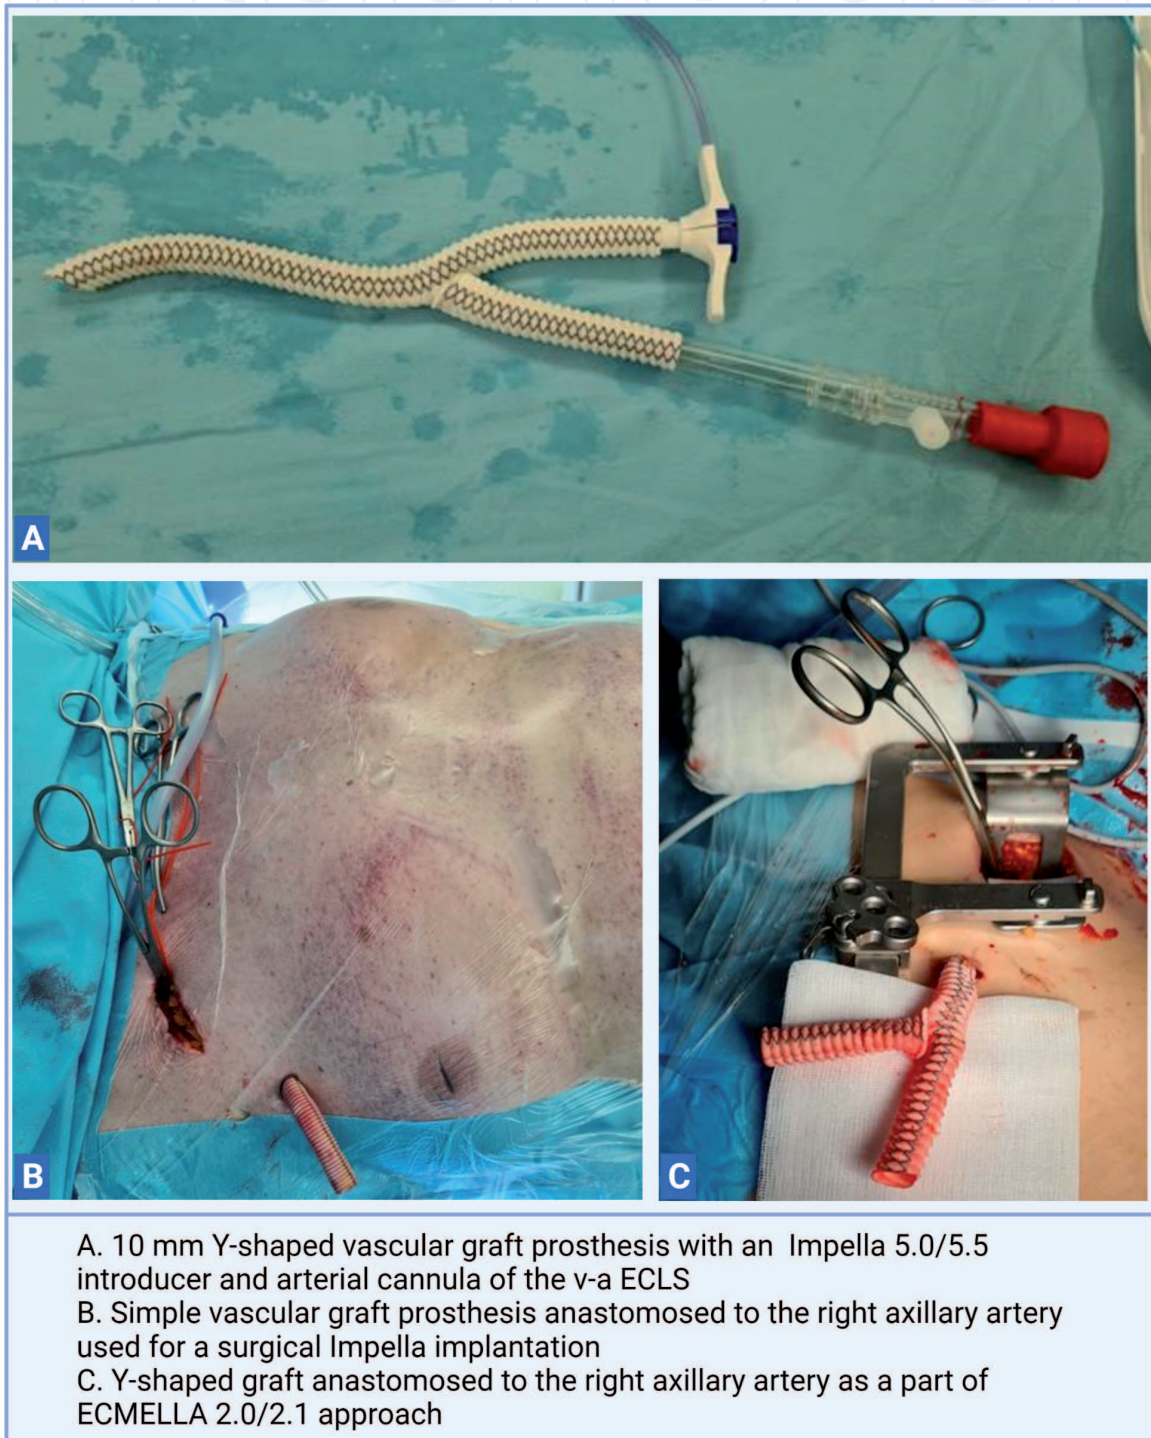 A
B
C
A. 10 mm Y-shaped vascular graft prosthesis with an Impella 5.0/5.5
introducer and arterial cannula of the v-a ECLS
B. Simple vascular graft prosthesis anastomosed to the right axillary artery
used for a surgical Impella implantation
C. Y-shaped graft anastomosed to the right axillary artery as a part of
ECMELLA 2.0/2.1 approach